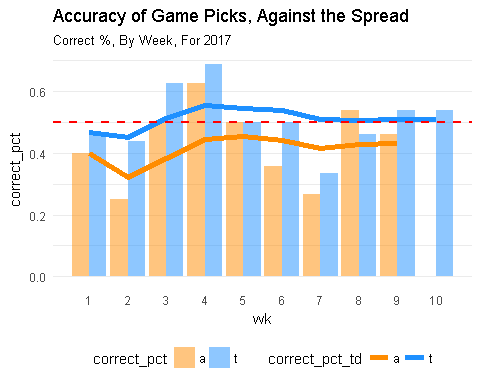 Accuracy of Game Picks, Against the Spread
Correct %, By Week, For 2017
correct_pct
0.6
0.4
0.2
0.0
1 2 3 4 5 6 7 8 9 10
wk
correct_pct a t correct_pct_td a t